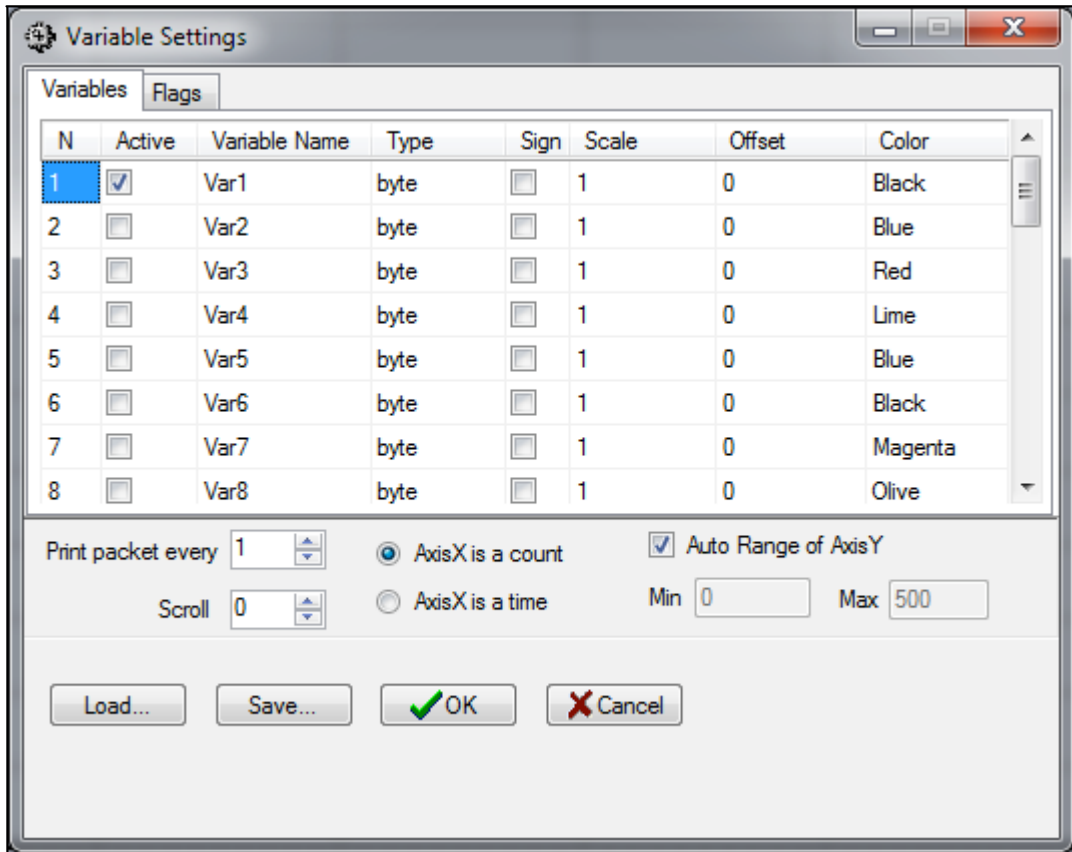 Variable Settings
Variables Flags
N Active Variable Name Type Sign Scale Offset Color
1 Var1 byte 1 0 Black
2 Var2 byte 1 0 Blue
3 Var3 byte 1 0 Red
4 Var4 byte 1 0 Lime
5 Var5 byte 1 0 Blue
6 Var6 byte 1 0 Black
7 Var7 byte 1 0 Magenta
8 Var8 byte 1 0 Olive
Print packet every 1 AxisX is a count Auto Range of AxisY
Scroll 0 AxisX is a time Min 0 Max 500
Load... Save... OK Cancel